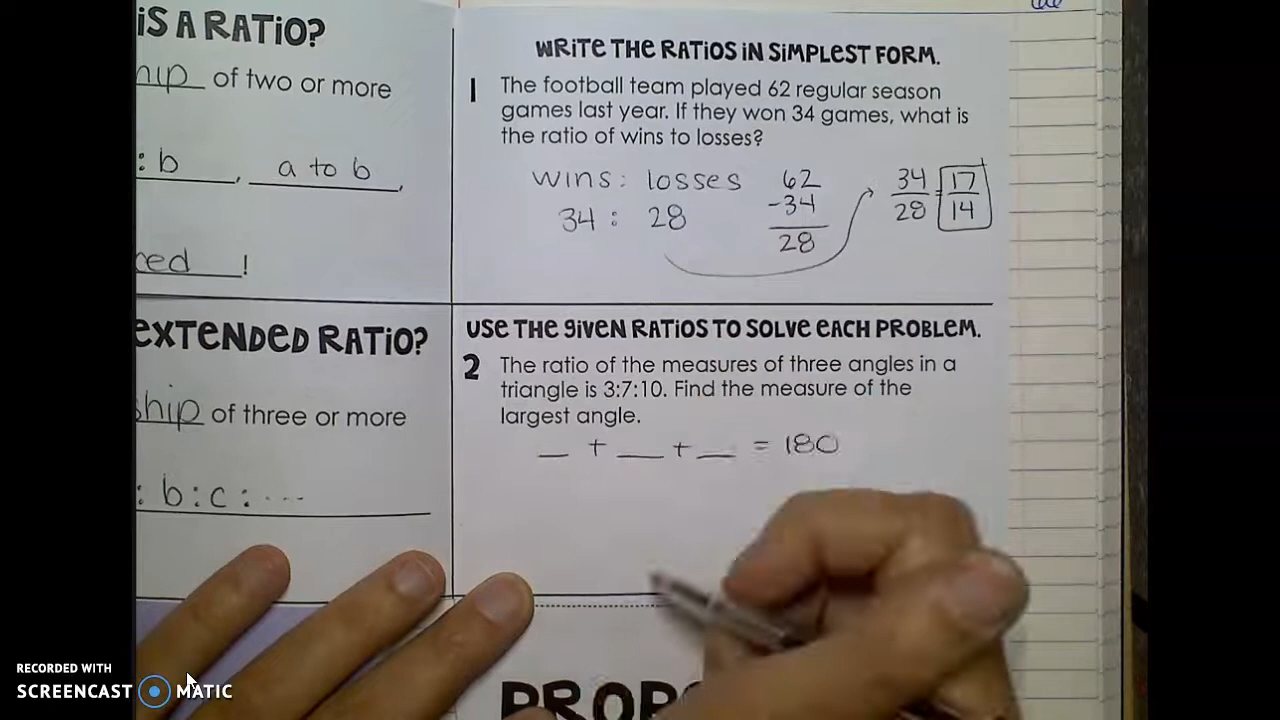 iS A RATiO?
hip of two or more
: b, a to b,
ced!
EXTENDED RATiO?
ship of three or more
: b : c : ...
WRiTE THE RATiOS iN SiMPLEST FORM.
1 The football team played 62 regular season
games last year. If they won 34 games, what is
the ratio of wins to losses?
wins: losses
34 : 28
62
-34
28
34/28 = 17/14
USE THE GiVEN RATiOS TO SOLVE EACH PROBLEM.
2 The ratio of the measures of three angles in a
triangle is 3:7:10. Find the measure of the
largest angle.
__ + __ + __ = 180
PROP
RECORDED WITH
SCREENCAST MATIC